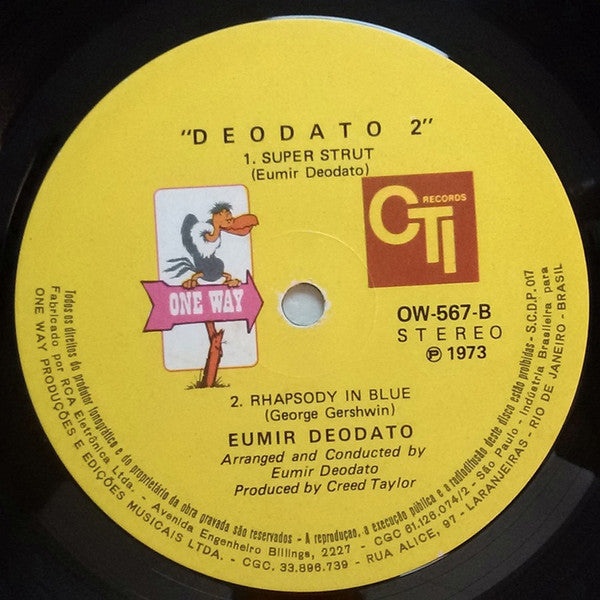 "DEODATO 2"
1. SUPER STRUT
(Eumir Deodato)
CTI
RECORDS
ONE WAY
OW-567-B
STEREO
℗ 1973
2. RHAPSODY IN BLUE
(George Gershwin)
EUMIR DEODATO
Arranged and Conducted by
Eumir Deodato
Produced by Creed Taylor
Todos os direitos do produtor fonográfico e do proprietário da obra gravada são reservados - A reprodução, a execução pública e a radiodifusão deste disco estão proibidas - S.C.D.P. 017
Fabricado por RCA Eletrônica Ltda. - Avenida Engenheiro Billings, 2227 - CGC 61.126.074/2 - São Paulo - Indústria Brasileira para
ONE WAY PRODUÇÕES E EDIÇÕES MUSICAIS LTDA. - CGC. 33.896.739 - RUA ALICE, 97 - LARANJEIRAS - RIO DE JANEIRO - BRASIL